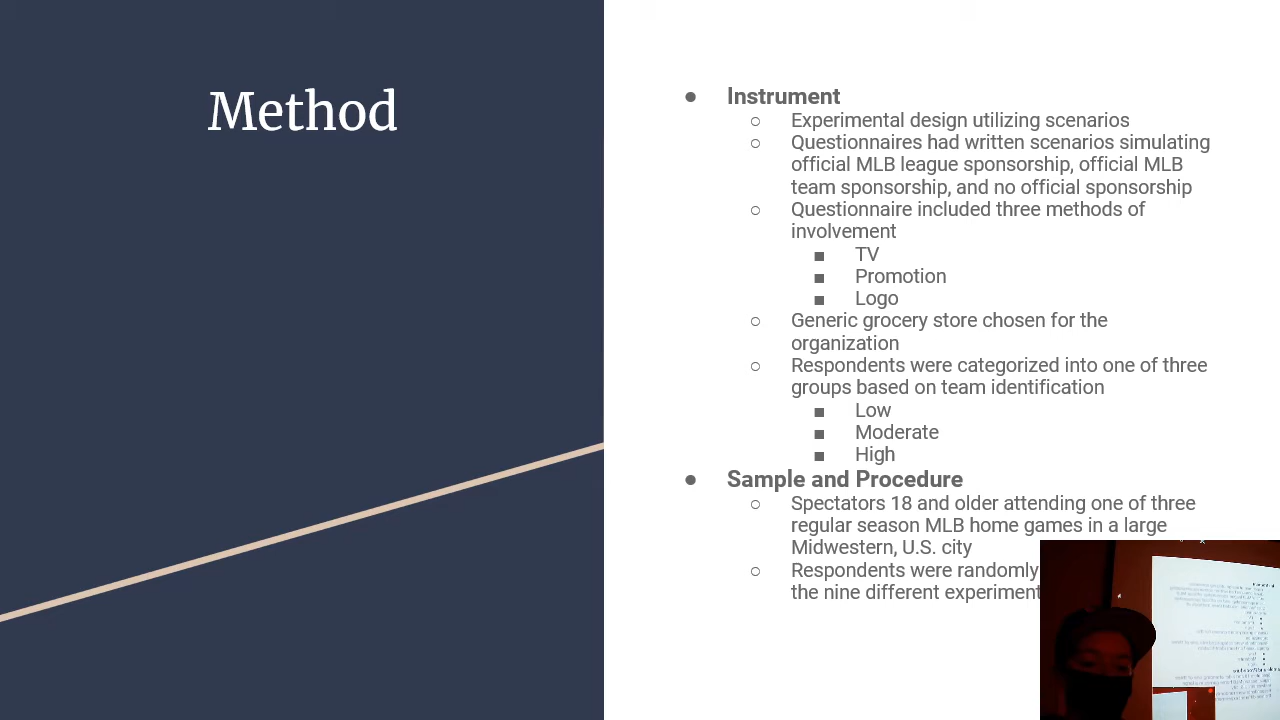 Method
● Instrument
○ Experimental design utilizing scenarios
○ Questionnaires had written scenarios simulating
official MLB league sponsorship, official MLB
team sponsorship, and no official sponsorship
○ Questionnaire included three methods of
involvement
■ TV
■ Promotion
■ Logo
○ Generic grocery store chosen for the
organization
○ Respondents were categorized into one of three
groups based on team identification
■ Low
■ Moderate
■ High
● Sample and Procedure
○ Spectators 18 and older attending one of three
regular season MLB home games in a large
Midwestern, U.S. city
○ Respondents were randomly
the nine different experiment